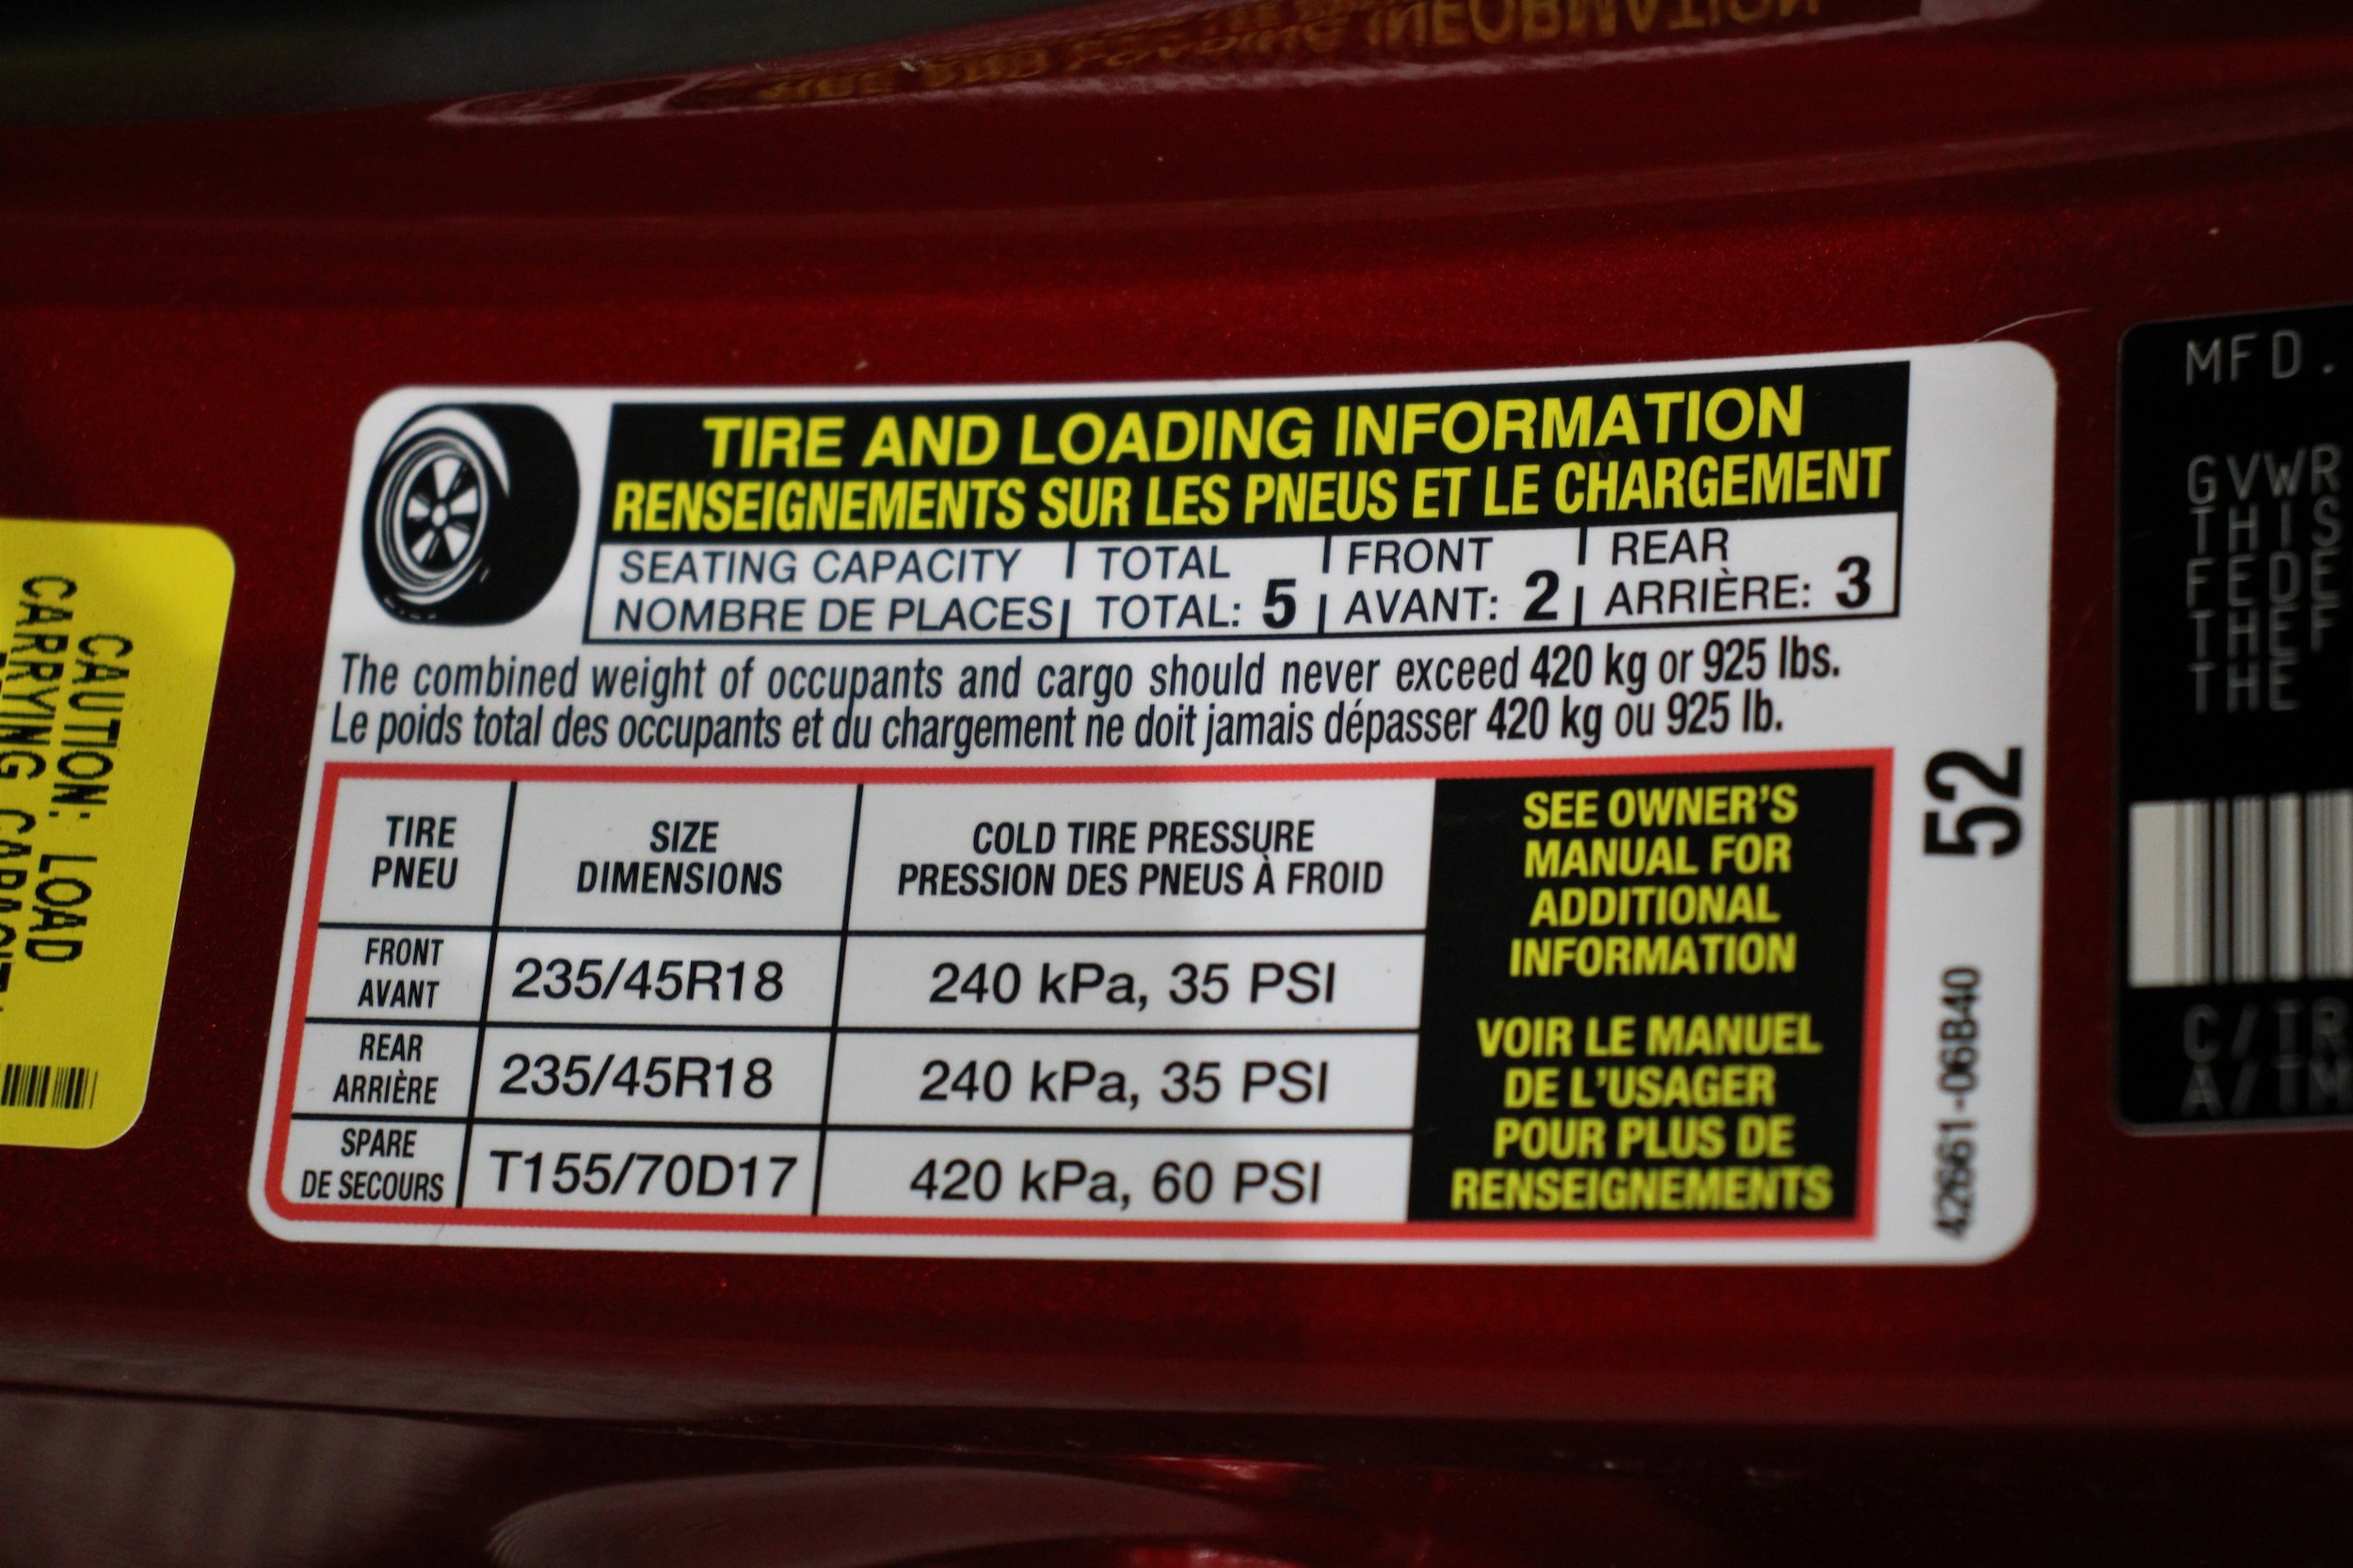 TIRE AND LOADING INFORMATION
RENSEIGNEMENTS SUR LES PNEUS ET LE CHARGEMENT
SEATING CAPACITY TOTAL FRONT REAR
NOMBRE DE PLACES TOTAL: 5 AVANT: 2 ARRIÈRE: 3
The combined weight of occupants and cargo should never exceed 420 kg or 925 lbs.
Le poids total des occupants et du chargement ne doit jamais dépasser 420 kg ou 925 lb.
TIRE SIZE COLD TIRE PRESSURE
PNEU DIMENSIONS PRESSION DES PNEUS À FROID
FRONT
AVANT
235/45R18 240 kPa, 35 PSI
REAR
ARRIÈRE
235/45R18 240 kPa, 35 PSI
SPARE
DE SECOURS
T155/70D17 420 kPa, 60 PSI
SEE OWNER'S
MANUAL FOR
ADDITIONAL
INFORMATION
VOIR LE MANUEL
DE L'USAGER
POUR PLUS DE
RENSEIGNEMENTS
52
42661-06B40
CAUTION: LOAD
CARRYING
MFD.
GVWR
THIS
FEDE
THEF
THE
C/TR
A/TM